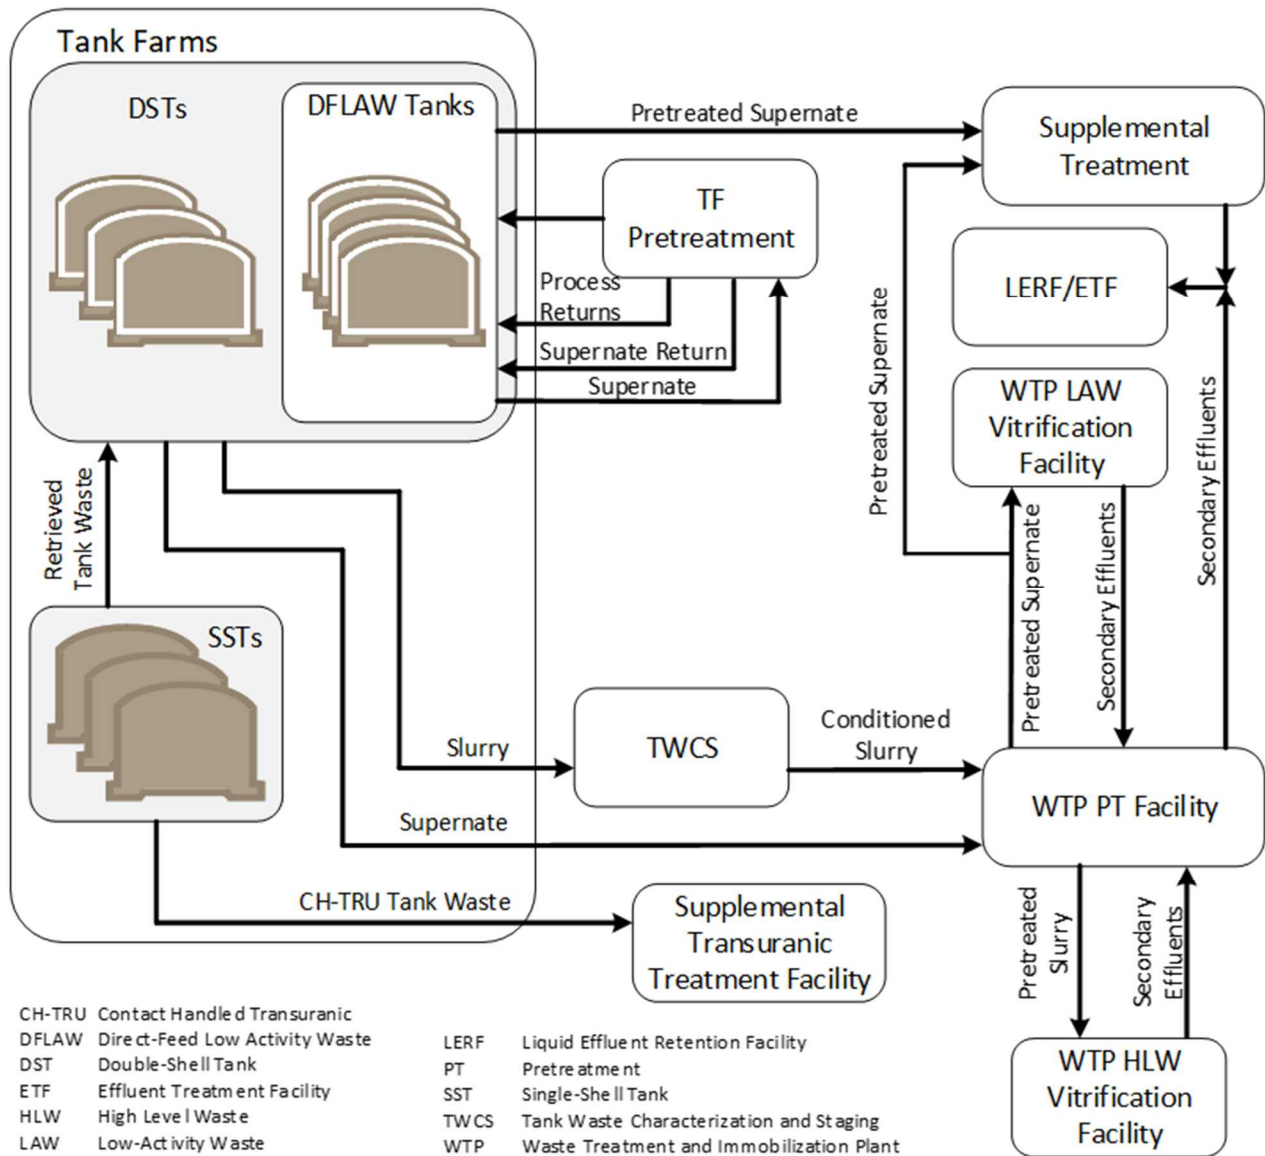 Tank Farms
DSTs
DFLAW Tanks
Pretreated Supernate
Supplemental
Treatment
TF
Pretreatment
Process
Returns
Supernate Return
Supernate
LERF/ETF
WTP LAW
Vitrification
Facility
Pretreated Supernate
Secondary Effluents
Retrieved
Tank Waste
Pretreated Supernate
Secondary Effluents
SSTs
Slurry
TWCS
Conditioned
Slurry
WTP PT Facility
Supernate
CH-TRU Tank Waste
Supplemental
Transuranic
Treatment Facility
Pretreated
Slurry
Secondary
Effluents
WTP HLW
Vitrification
Facility
CH-TRU Contact Handled Transuranic
DFLAW Direct-Feed Low Activity Waste
DST Double-Shell Tank
ETF Effluent Treatment Facility
HLW High Level Waste
LAW Low-Activity Waste
LERF Liquid Effluent Retention Facility
PT Pretreatment
SST Single-Shell Tank
TWCS Tank Waste Characterization and Staging
WTP Waste Treatment and Immobilization Plant